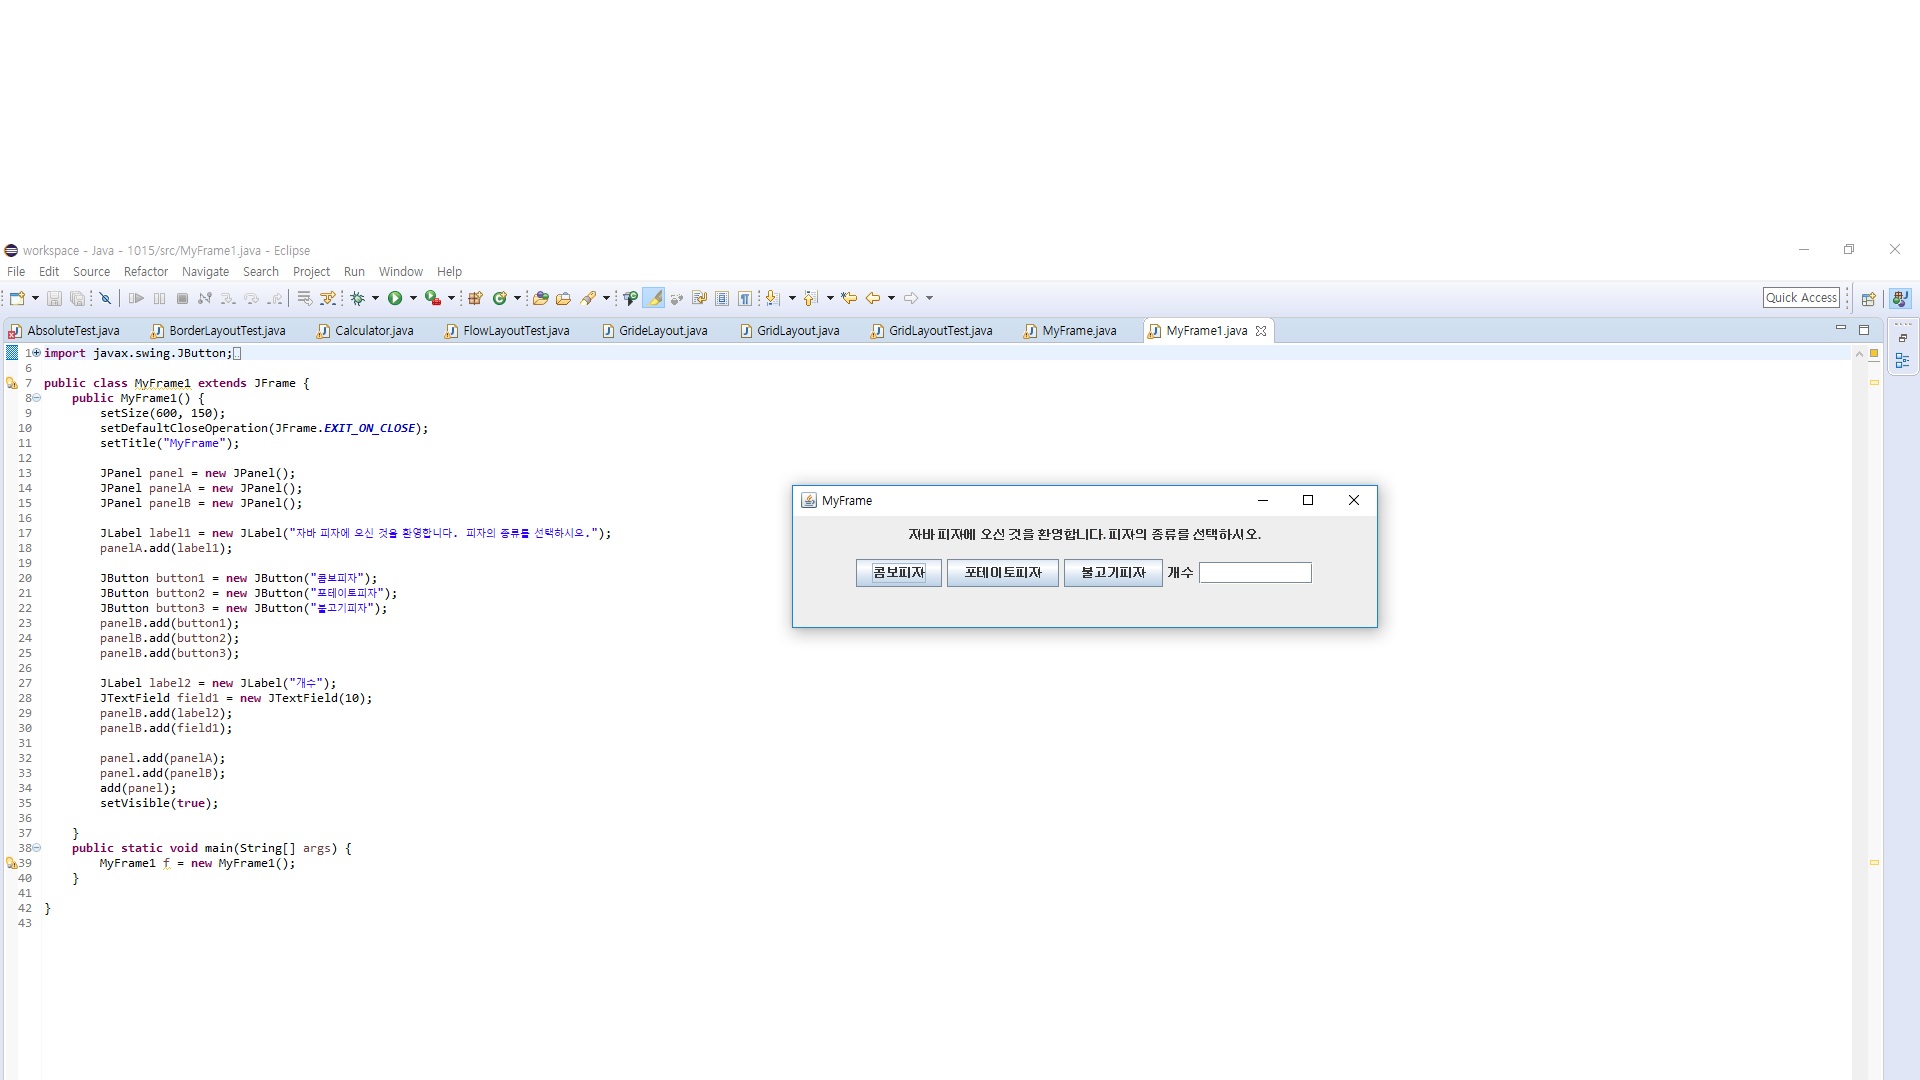 workspace - Java - 1015/src/MyFrame1.java - Eclipse
File Edit Source Refactor Navigate Search Project Run Window Help
Quick Access
AbsoluteTest.java BorderLayoutTest.java Calculator.java FlowLayoutTest.java GrideLayout.java GridLayout.java GridLayoutTest.java MyFrame.java MyFrame1.java
1 import javax.swing.JButton;
6
7 public class MyFrame1 extends JFrame {
8 public MyFrame1() {
9 setSize(600, 150);
10 setDefaultCloseOperation(JFrame.EXIT_ON_CLOSE);
11 setTitle("MyFrame");
12
13 JPanel panel = new JPanel();
14 JPanel panelA = new JPanel();
15 JPanel panelB = new JPanel();
16
17 JLabel label1 = new JLabel("자바 피자에 오신 것을 환영합니다. 피자의 종류를 선택하시오.");
18 panelA.add(label1);
19
20 JButton button1 = new JButton("콤보피자");
21 JButton button2 = new JButton("포테이토피자");
22 JButton button3 = new JButton("불고기피자");
23 panelB.add(button1);
24 panelB.add(button2);
25 panelB.add(button3);
26
27 JLabel label2 = new JLabel("개수");
28 JTextField field1 = new JTextField(10);
29 panelB.add(label2);
30 panelB.add(field1);
31
32 panel.add(panelA);
33 panel.add(panelB);
34 add(panel);
35 setVisible(true);
36
37 }
38 public static void main(String[] args) {
39 MyFrame1 f = new MyFrame1();
40 }
41
42 }
43
MyFrame
자바 피자에 오신 것을 환영합니다. 피자의 종류를 선택하시오.
콤보피자 포테이토피자 불고기피자 개수